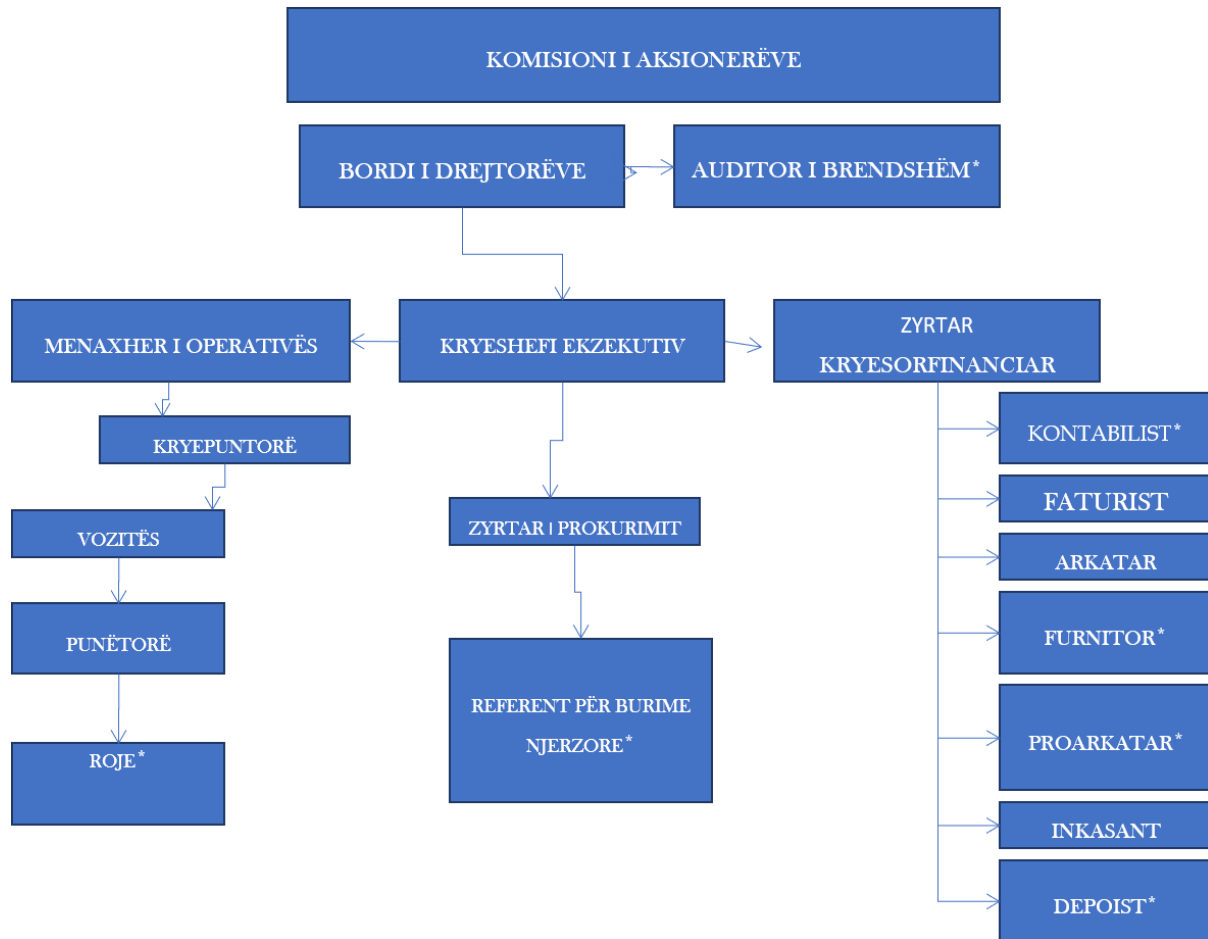 KOMISIONI I AKSIONERËVE
BORDI I DREJTORËVE
AUDITOR I BRENDSHËM*
MENAXHER I OPERATIVËS
KRYESHEFI EKZEKUTIV
ZYRTAR
KRYESORFINANCIAR
KRYEPUNTORË
VOZITËS
PUNËTORË
ROJE*
ZYRTAR I PROKURIMIT
REFERENT PËR BURIME
NJERZORE*
KONTABILIST*
FATURIST
ARKATAR
FURNITOR*
PROARKATAR*
INKASANT
DEPOIST*